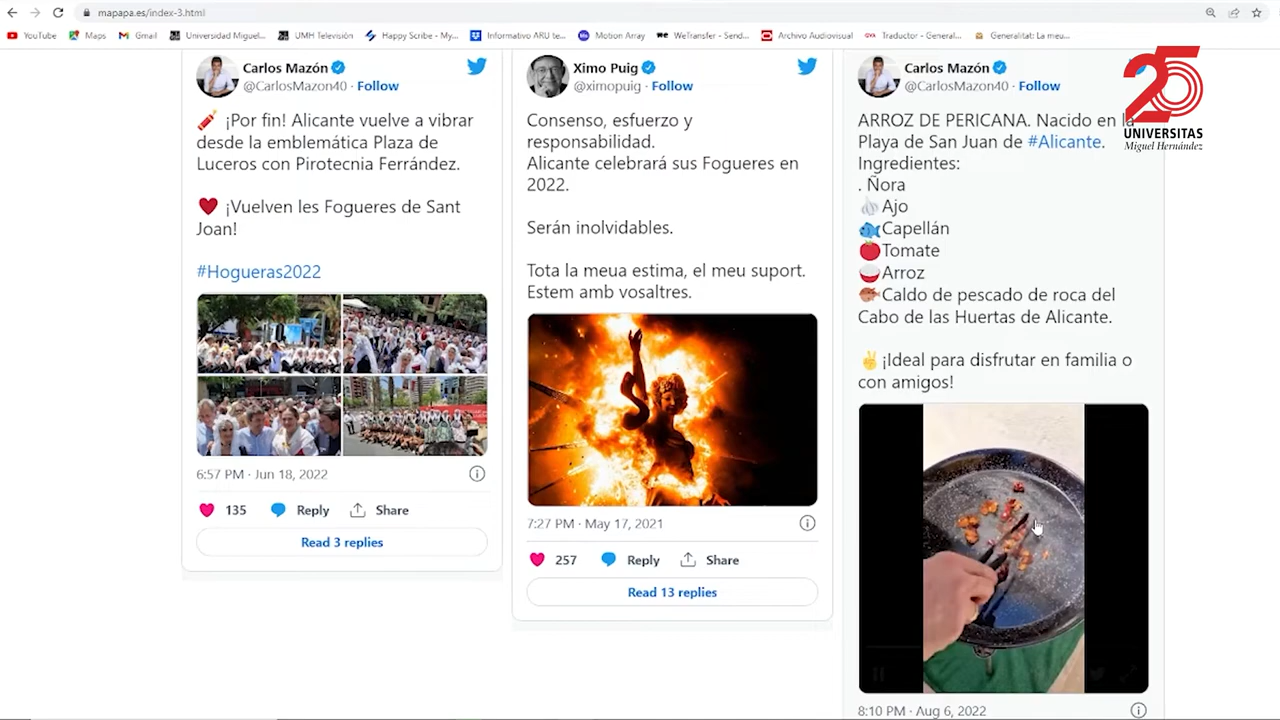 mapapa.es/index-3.html
YouTube
Maps
Gmail
Universidad Miguel...
UMH Televisión
Happy Scribe - My...
Informativo ARU te...
Motion Array
WeTransfer - Send...
Archivo Audiovisual
Traductor - General...
Generalitat: La meu...
Carlos Mazón
@CarlosMazon40 · Follow
¡Por fin! Alicante vuelve a vibrar
desde la emblemática Plaza de
Luceros con Pirotecnia Ferrández.
¡Vuelven les Fogueres de Sant
Joan!
#Hogueras2022
6:57 PM · Jun 18, 2022
135 Reply Share
Read 3 replies
Ximo Puig
@ximopuig · Follow
Consenso, esfuerzo y
responsabilidad.
Alicante celebrará sus Fogueres en
2022.
Serán inolvidables.
Tota la meua estima, el meu suport.
Estem amb vosaltres.
7:27 PM · May 17, 2021
257 Reply Share
Read 13 replies
Carlos Mazón
@CarlosMazon40 · Follow
ARROZ DE PERICANA. Nacido en la
Playa de San Juan de #Alicante.
Ingredientes:
. Ñora
Ajo
Capellán
Tomate
Arroz
Caldo de pescado de roca del
Cabo de las Huertas de Alicante.
¡Ideal para disfrutar en familia o
con amigos!
8:10 PM · Aug 6, 2022
25
UNIVERSITAS
Miguel Hernández